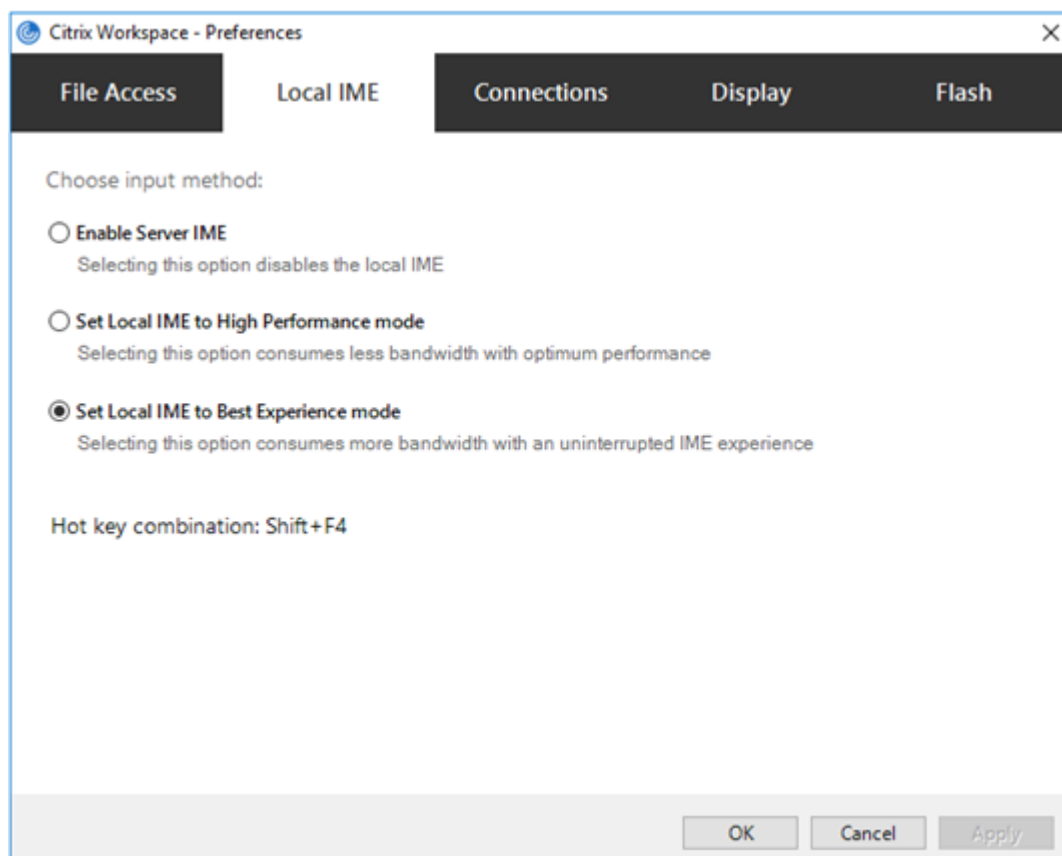 Citrix Workspace - Preferences
File Access Local IME Connections Display Flash
Choose input method:
Enable Server IME
Selecting this option disables the local IME
Set Local IME to High Performance mode
Selecting this option consumes less bandwidth with optimum performance
Set Local IME to Best Experience mode
Selecting this option consumes more bandwidth with an uninterrupted IME experience
Hot key combination: Shift+F4
OK Cancel Apply